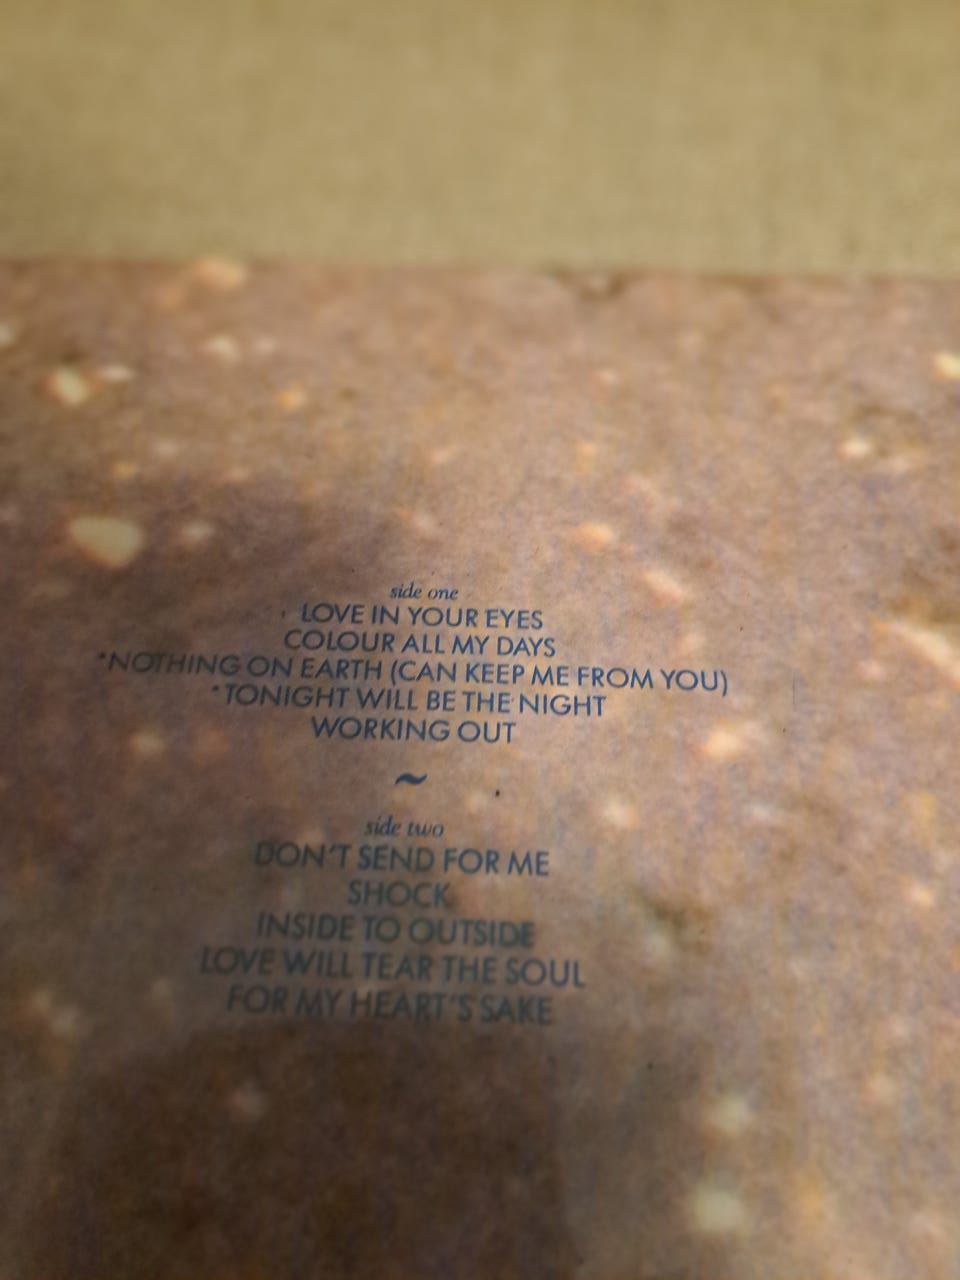 side one
LOVE IN YOUR EYES
COLOUR ALL MY DAYS
*NOTHING ON EARTH (CAN KEEP ME FROM YOU)
*TONIGHT WILL BE THE NIGHT
WORKING OUT
~
side two
DON'T SEND FOR ME
SHOCK
INSIDE TO OUTSIDE
LOVE WILL TEAR THE SOUL
FOR MY HEART'S SAKE